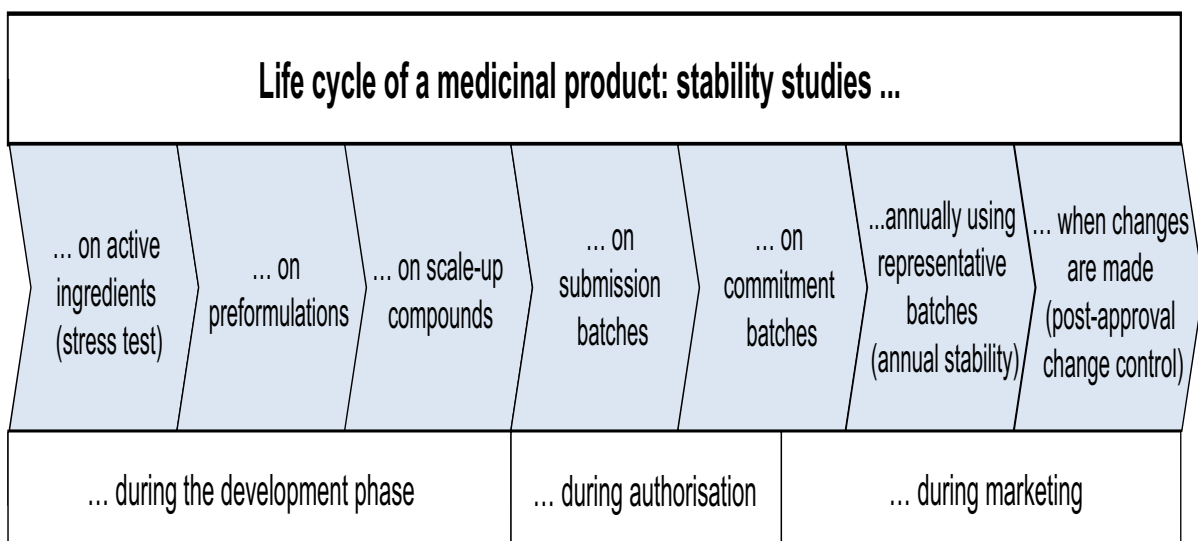 Life cycle of a medicinal product: stability studies ...
… on active
ingredients
(stress test)
… on
preformulations
… on scale-up
compounds
… on
submission
batches
… on
commitment
batches
...annually using
representative
batches
(annual stability)
… when changes
are made
(post-approval
change control)
… during the development phase
… during authorisation
… during marketing